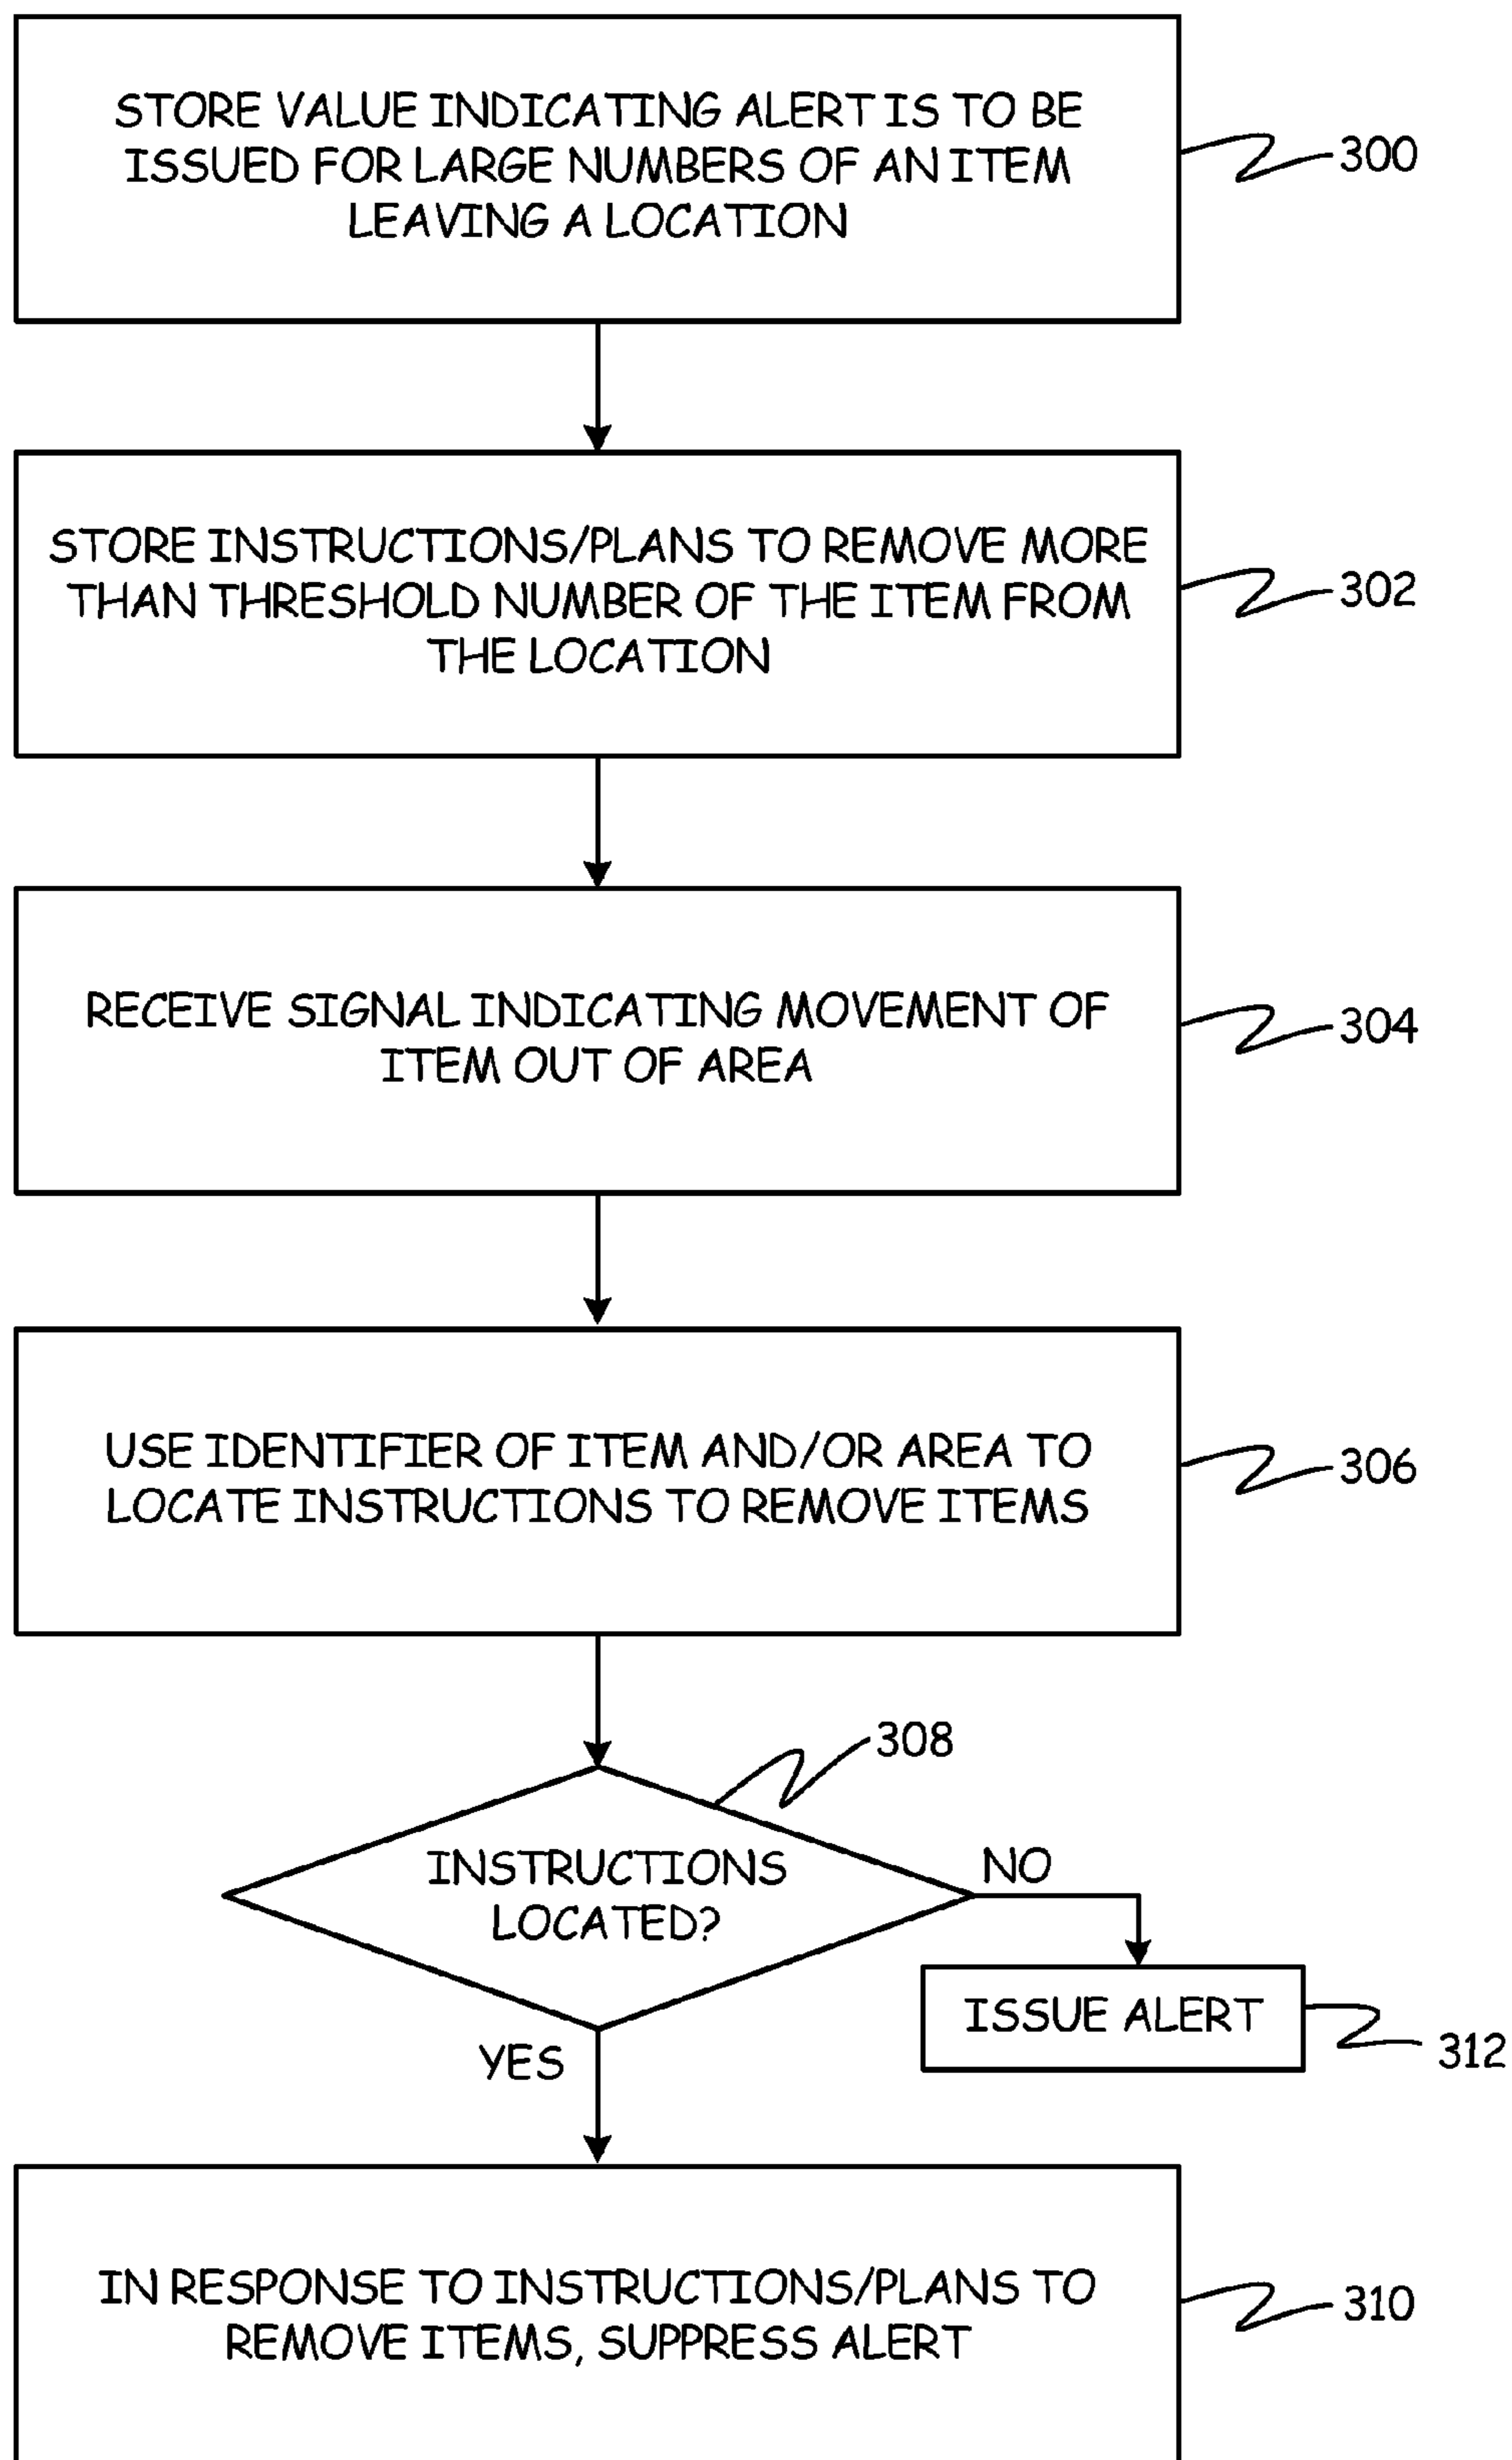 STORE VALUE INDICATING ALERT IS TO BE
ISSUED FOR LARGE NUMBERS OF AN ITEM
LEAVING A LOCATION
300
STORE INSTRUCTIONS/PLANS TO REMOVE MORE
THAN THRESHOLD NUMBER OF THE ITEM FROM
THE LOCATION
302
RECEIVE SIGNAL INDICATING MOVEMENT OF
ITEM OUT OF AREA
304
USE IDENTIFIER OF ITEM AND/OR AREA TO
LOCATE INSTRUCTIONS TO REMOVE ITEMS
306
308
INSTRUCTIONS
LOCATED?
NO
ISSUE ALERT
312
YES
IN RESPONSE TO INSTRUCTIONS/PLANS TO
REMOVE ITEMS, SUPPRESS ALERT
310